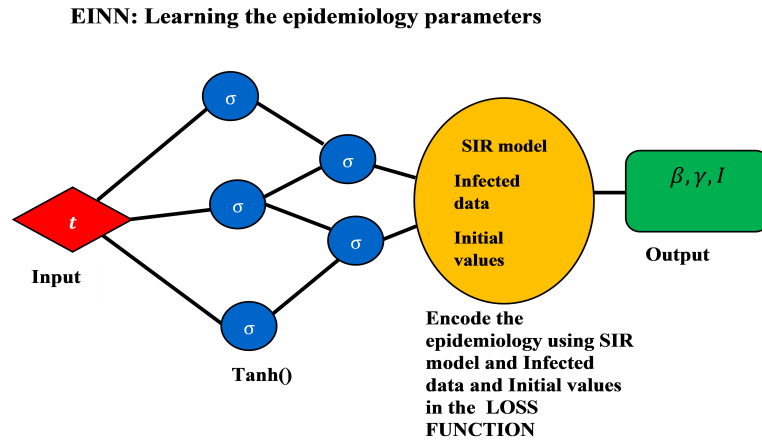 EINN: Learning the epidemiology parameters
t
Input
σ
σ
σ
σ
σ
Tanh()
SIR model
Infected
data
Initial
values
Encode the
epidemiology using SIR
model and Infected
data and Initial values
in the LOSS
FUNCTION
β, γ, I
Output